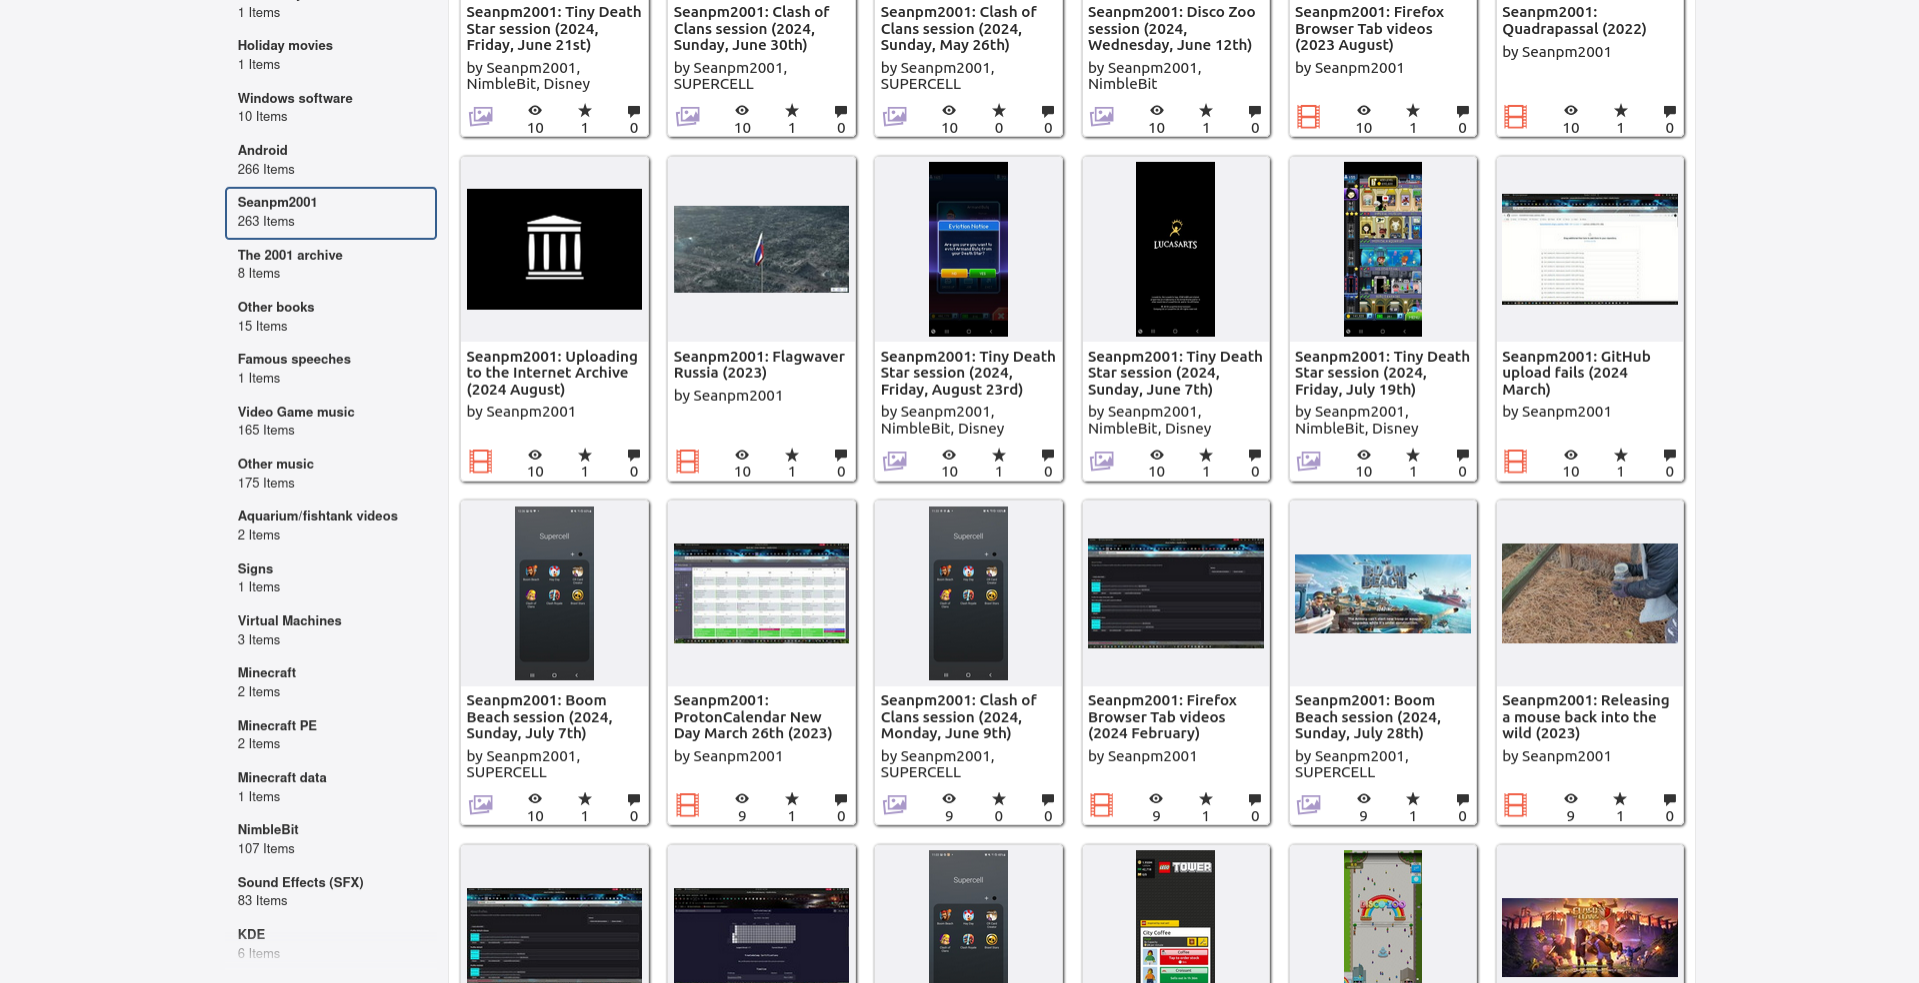 1 Items
Holiday movies
1 Items
Windows software
10 Items
Android
266 Items
Seanpm2001
263 Items
The 2001 archive
8 Items
Other books
15 Items
Famous speeches
1 Items
Video Game music
165 Items
Other music
175 Items
Aquarium/fishtank videos
2 Items
Signs
1 Items
Virtual Machines
3 Items
Minecraft
2 Items
Minecraft PE
2 Items
Minecraft data
1 Items
NimbleBit
107 Items
Sound Effects (SFX)
83 Items
KDE
6 Items
Seanpm2001: Tiny Death
Star session (2024,
Friday, June 21st)
by Seanpm2001,
NimbleBit, Disney
10 1 0
Seanpm2001: Clash of
Clans session (2024,
Sunday, June 30th)
by Seanpm2001,
SUPERCELL
10 1 0
Seanpm2001: Clash of
Clans session (2024,
Sunday, May 26th)
by Seanpm2001,
SUPERCELL
10 0 0
Seanpm2001: Disco Zoo
session (2024,
Wednesday, June 12th)
by Seanpm2001,
NimbleBit
10 1 0
Seanpm2001: Firefox
Browser Tab videos
(2023 August)
by Seanpm2001
10 1 0
Seanpm2001:
Quadrapassal (2022)
by Seanpm2001
10 1 0
Seanpm2001: Uploading
to the Internet Archive
(2024 August)
by Seanpm2001
10 1 0
Seanpm2001: Flagwaver
Russia (2023)
by Seanpm2001
10 1 0
Eviction Notice
Seanpm2001: Tiny Death
Star session (2024,
Friday, August 23rd)
by Seanpm2001,
NimbleBit, Disney
10 1 0
LUCASARTS
Seanpm2001: Tiny Death
Star session (2024,
Sunday, June 7th)
by Seanpm2001,
NimbleBit, Disney
10 1 0
Seanpm2001: Tiny Death
Star session (2024,
Friday, July 19th)
by Seanpm2001,
NimbleBit, Disney
10 1 0
Seanpm2001: GitHub
upload fails (2024
March)
by Seanpm2001
10 1 0
Supercell
Seanpm2001: Boom
Beach session (2024,
Sunday, July 7th)
by Seanpm2001,
SUPERCELL
10 1 0
Seanpm2001:
ProtonCalendar New
Day March 26th (2023)
by Seanpm2001
9 1 0
Supercell
Seanpm2001: Clash of
Clans session (2024,
Monday, June 9th)
by Seanpm2001,
SUPERCELL
9 0 0
Seanpm2001: Firefox
Browser Tab videos
(2024 February)
by Seanpm2001
9 1 0
BOOM
BEACH
Seanpm2001: Boom
Beach session (2024,
Sunday, July 28th)
by Seanpm2001,
SUPERCELL
9 1 0
Seanpm2001: Releasing
a mouse back into the
wild (2023)
by Seanpm2001
9 1 0
Supercell
LEGO TOWER
City Coffee
Coffee
Croissant